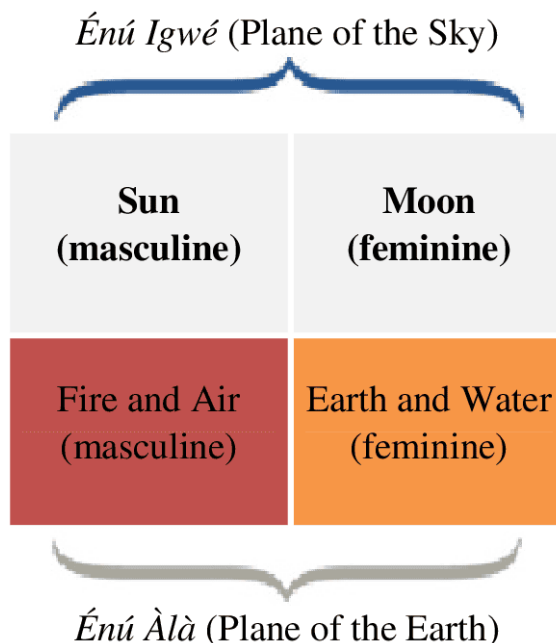 Énú Igwé (Plane of the Sky)
Sun
(masculine)
Moon
(feminine)
Fire and Air
(masculine)
Earth and Water
(feminine)
Énú Àlà (Plane of the Earth)